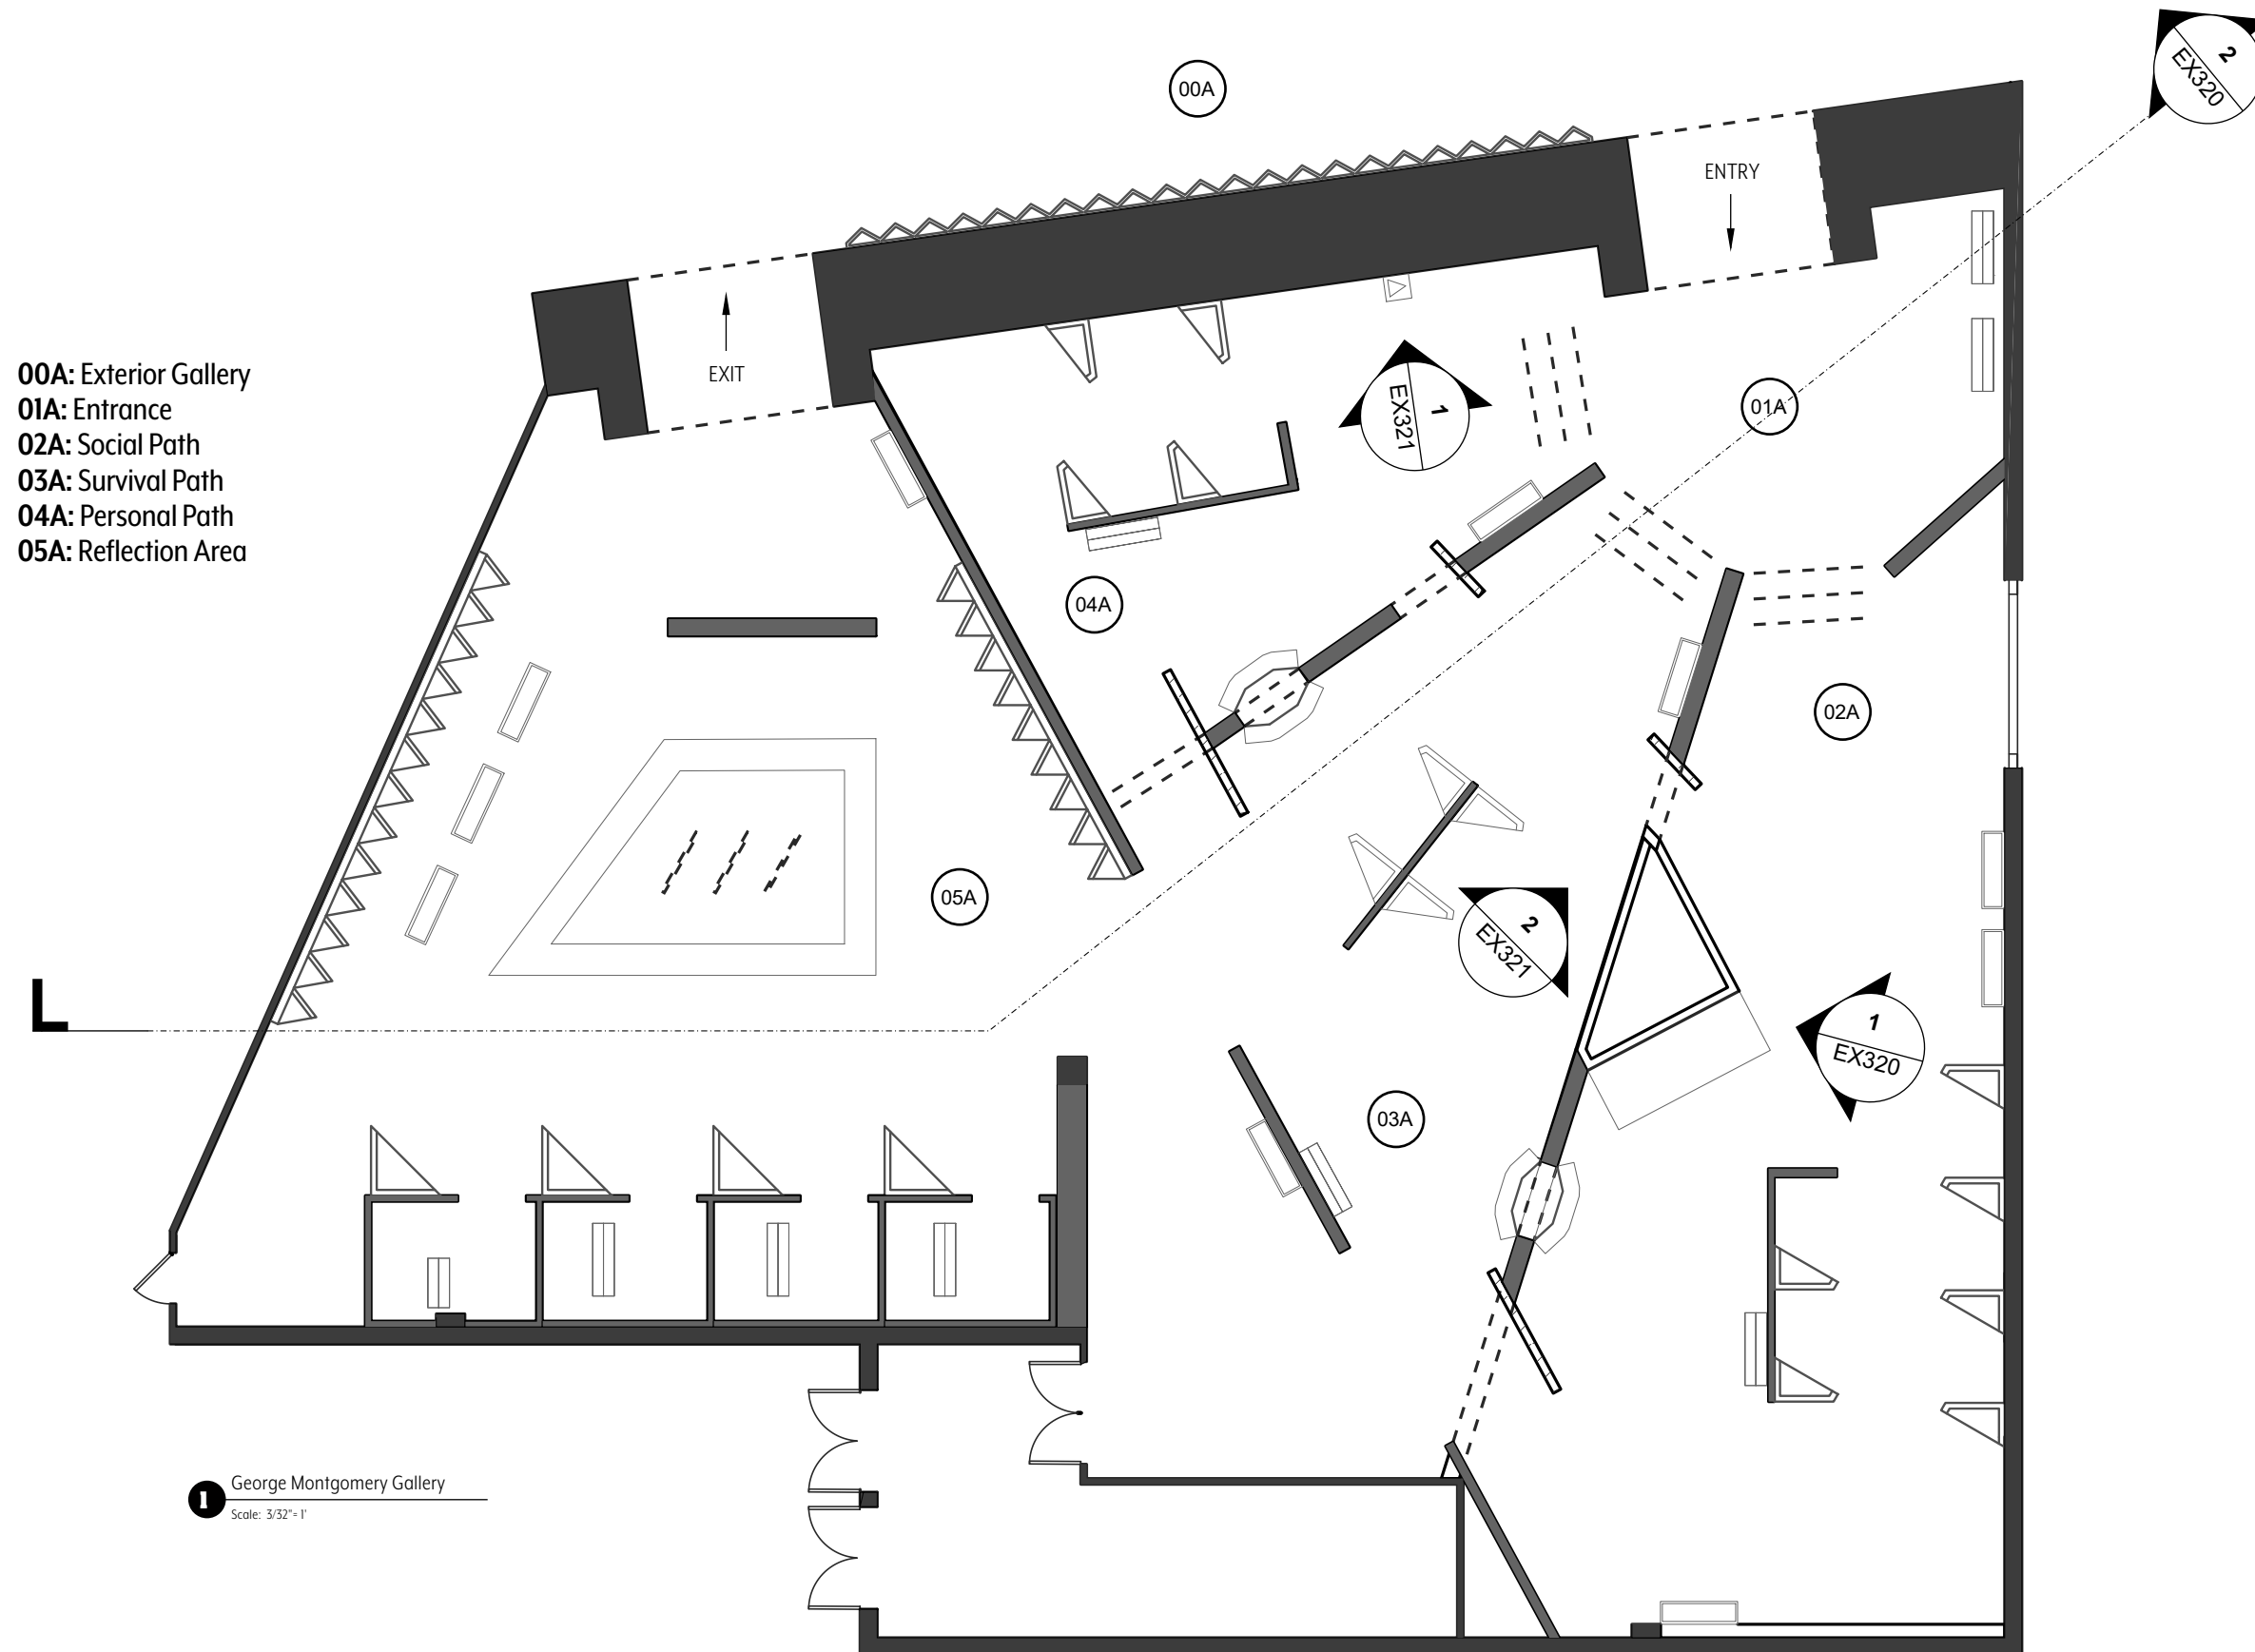 00A
2
EX320
ENTRY
EXIT
00A: Exterior Gallery
01A: Entrance
02A: Social Path
03A: Survival Path
04A: Personal Path
05A: Reflection Area
1
EX321
01A
04A
02A
05A
2
EX321
1
EX320
03A
1
George Montgomery Gallery
Scale: 3/32"= 1'